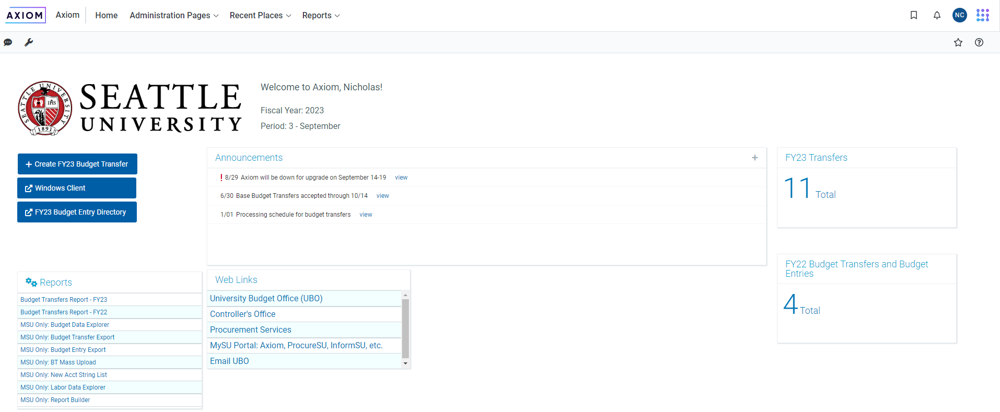 AXIOM Axiom Home Administration Pages Recent Places Reports NC
SEATTLE UNIVERSITY
IHS
1891
SEATTLE
UNIVERSITY
Welcome to Axiom, Nicholas!
Fiscal Year: 2023
Period: 3 - September
+ Create FY23 Budget Transfer
Windows Client
FY23 Budget Entry Directory
Announcements +
! 8/29 Axiom will be down for upgrade on September 14-19 view
6/30 Base Budget Transfers accepted through 10/14 view
1/01 Processing schedule for budget transfers view
FY23 Transfers
11 Total
FY22 Budget Transfers and Budget
Entries
4 Total
Reports
Budget Transfers Report - FY23
Budget Transfers Report - FY22
MSU Only: Budget Data Explorer
MSU Only: Budget Transfer Export
MSU Only: Budget Entry Export
MSU Only: BT Mass Upload
MSU Only: New Acct String List
MSU Only: Labor Data Explorer
MSU Only: Report Builder
Web Links
University Budget Office (UBO)
Controller's Office
Procurement Services
MySU Portal: Axiom, ProcureSU, InformSU, etc.
Email UBO